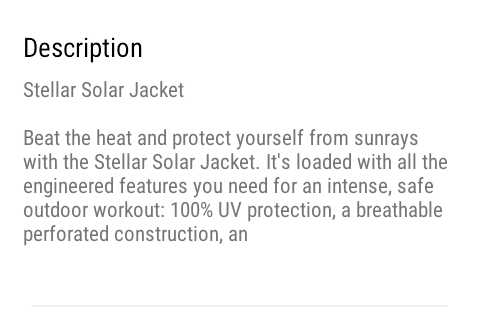 Description
Stellar Solar Jacket
Beat the heat and protect yourself from sunrays
with the Stellar Solar Jacket. It's loaded with all the
engineered features you need for an intense, safe
outdoor workout: 100% UV protection, a breathable
perforated construction, an